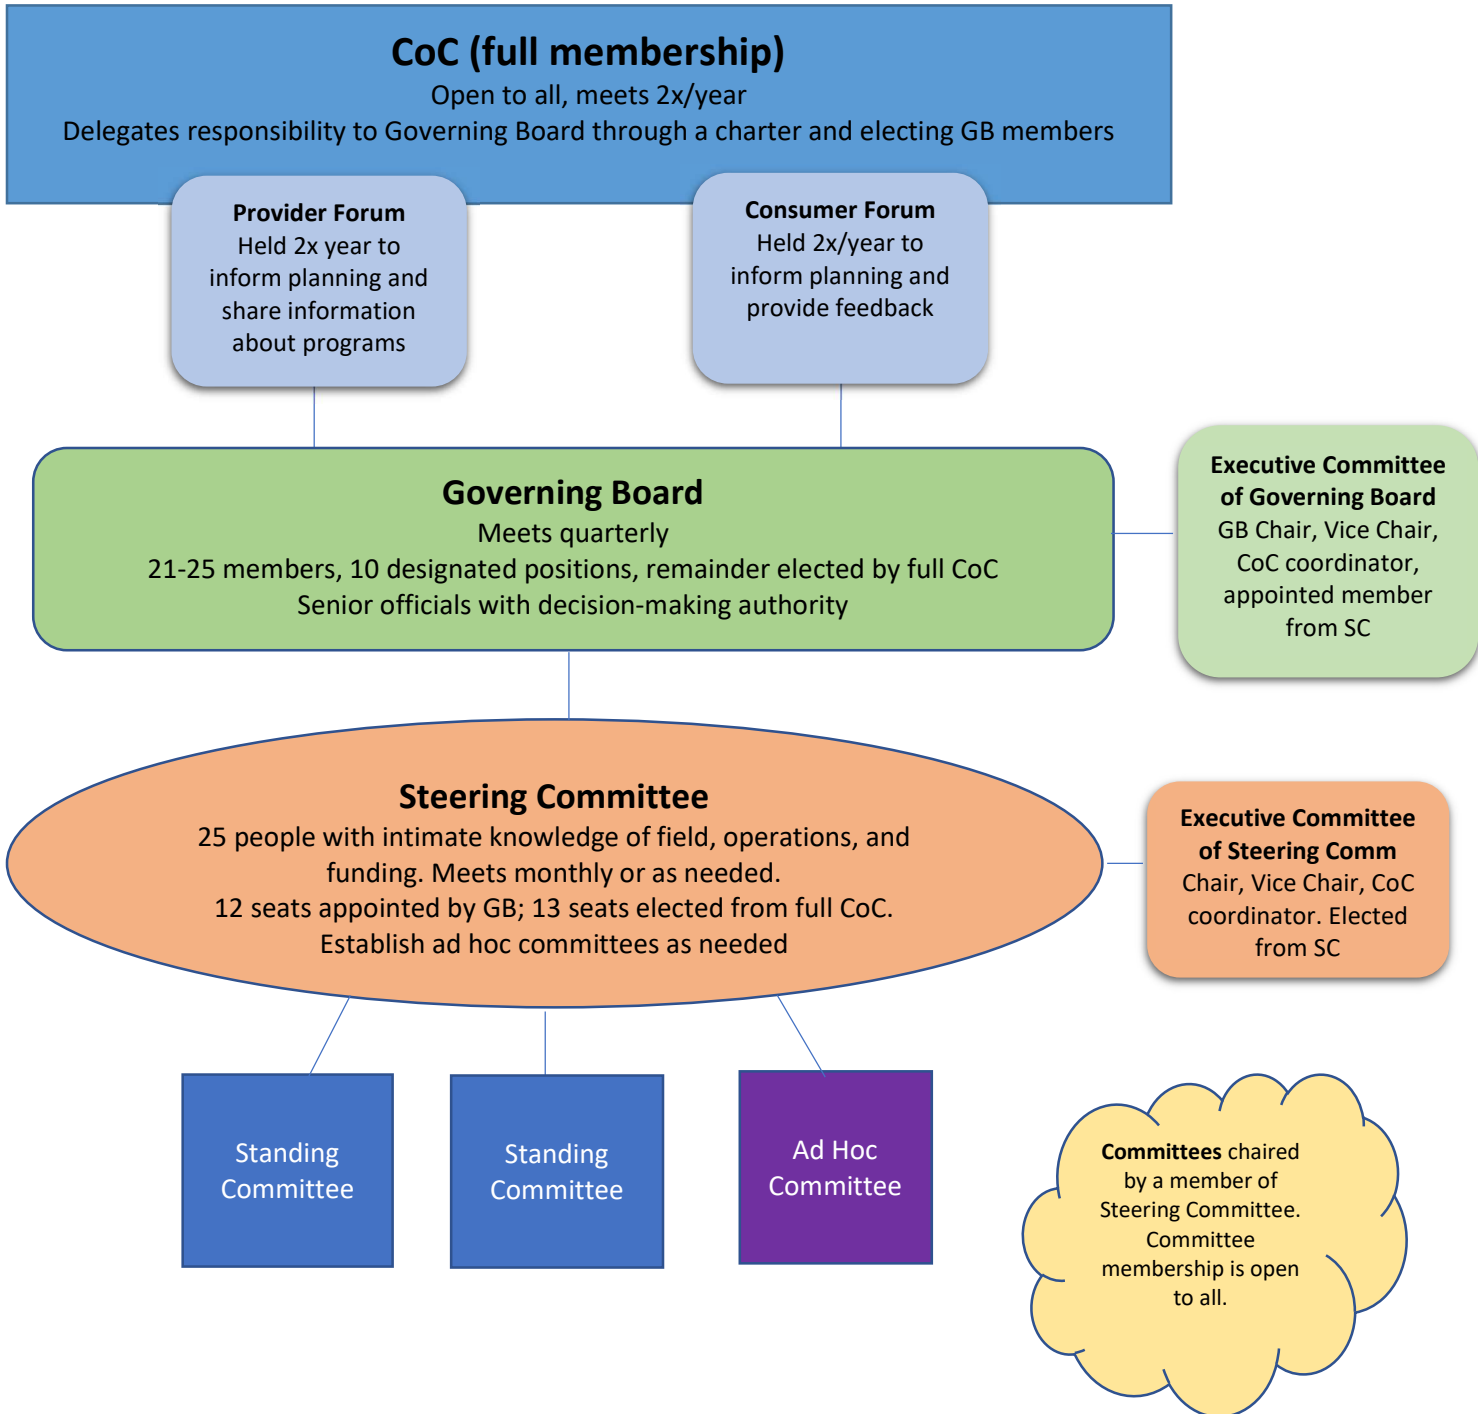 CoC (full membership)
Open to all, meets 2x/year
Delegates responsibility to Governing Board through a charter and electing GB members
Provider Forum
Held 2x year to
inform planning and
share information
about programs
Consumer Forum
Held 2x/year to
inform planning and
provide feedback
Governing Board
Meets quarterly
21-25 members, 10 designated positions, remainder elected by full CoC
Senior officials with decision-making authority
Executive Committee
of Governing Board
GB Chair, Vice Chair,
CoC coordinator,
appointed member
from SC
Steering Committee
25 people with intimate knowledge of field, operations, and
funding. Meets monthly or as needed.
12 seats appointed by GB; 13 seats elected from full CoC.
Establish ad hoc committees as needed
Executive Committee
of Steering Comm
Chair, Vice Chair, CoC
coordinator. Elected
from SC
Standing
Committee
Standing
Committee
Ad Hoc
Committee
Committees chaired
by a member of
Steering Committee.
Committee
membership is open
to all.